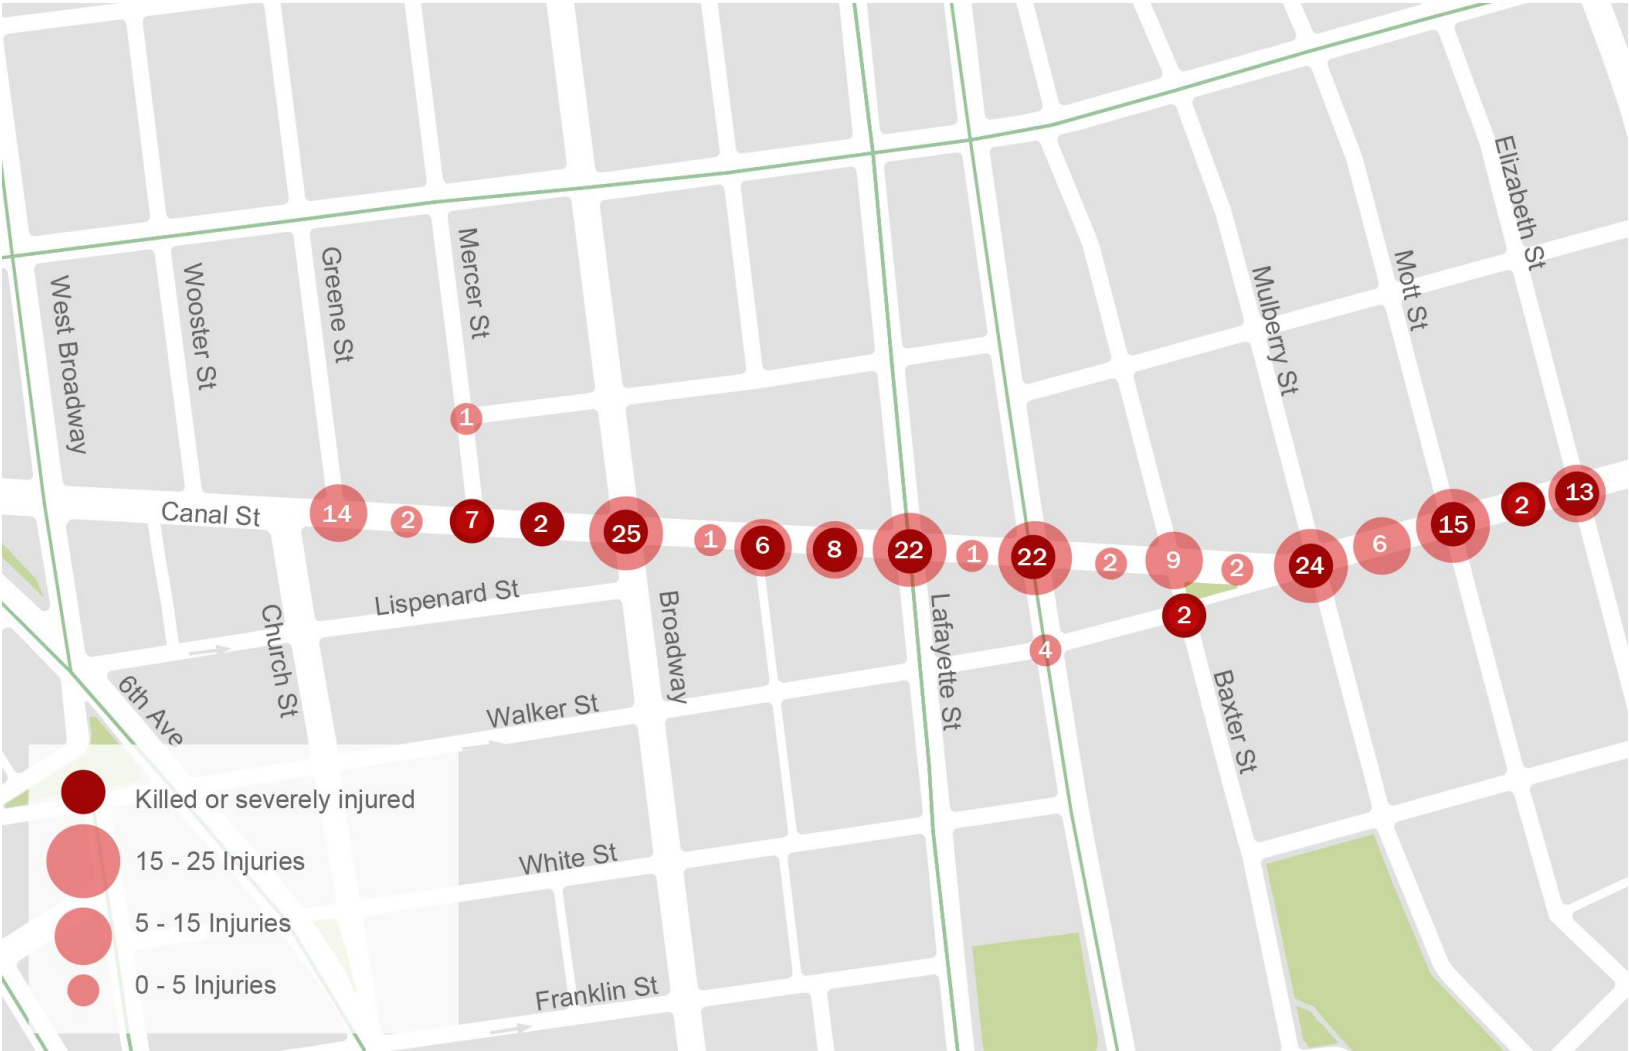 Elizabeth St
Mott St
Mulberry St
Mercer St
Greene St
Wooster St
West Broadway
1
13
2
15
6
24
2
9
2
22
1
22
8
6
1
25
2
7
2
14
Canal St
2
4
Lispenard St
Church St
Broadway
Lafayette St
Baxter St
6th Ave
Walker St
White St
Franklin St
Killed or severely injured
15 - 25 Injuries
5 - 15 Injuries
0 - 5 Injuries